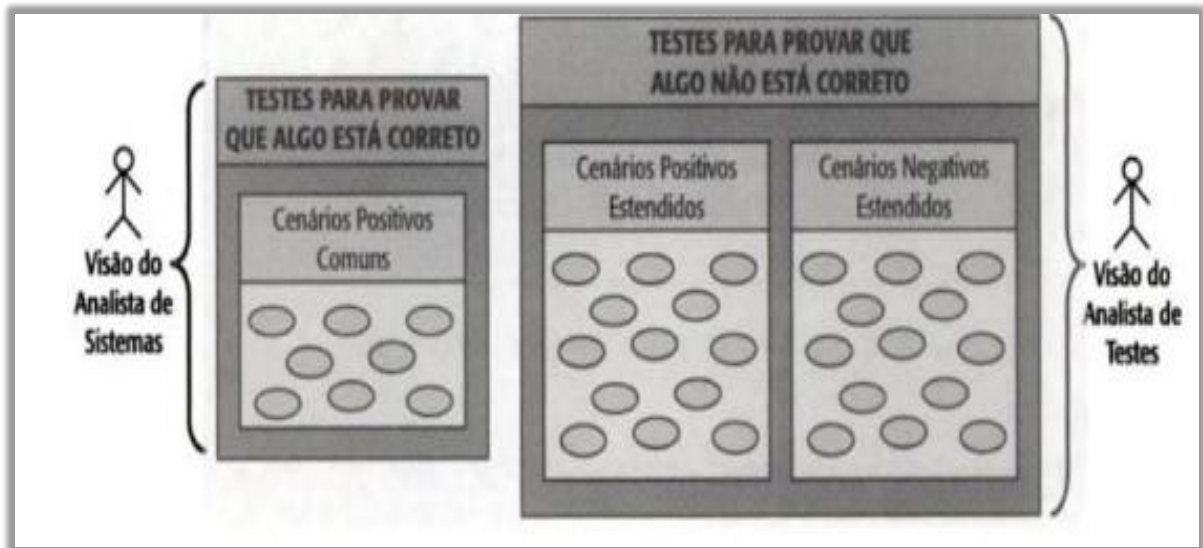 TESTES PARA PROVAR
QUE ALGO ESTÁ CORRETO
Cenários Positivos
Comuns
Visão do
Analista de
Sistemas
TESTES PARA PROVAR QUE
ALGO NÃO ESTÁ CORRETO
Cenários Positivos
Estendidos
Cenários Negativos
Estendidos
Visão do
Analista de
Testes